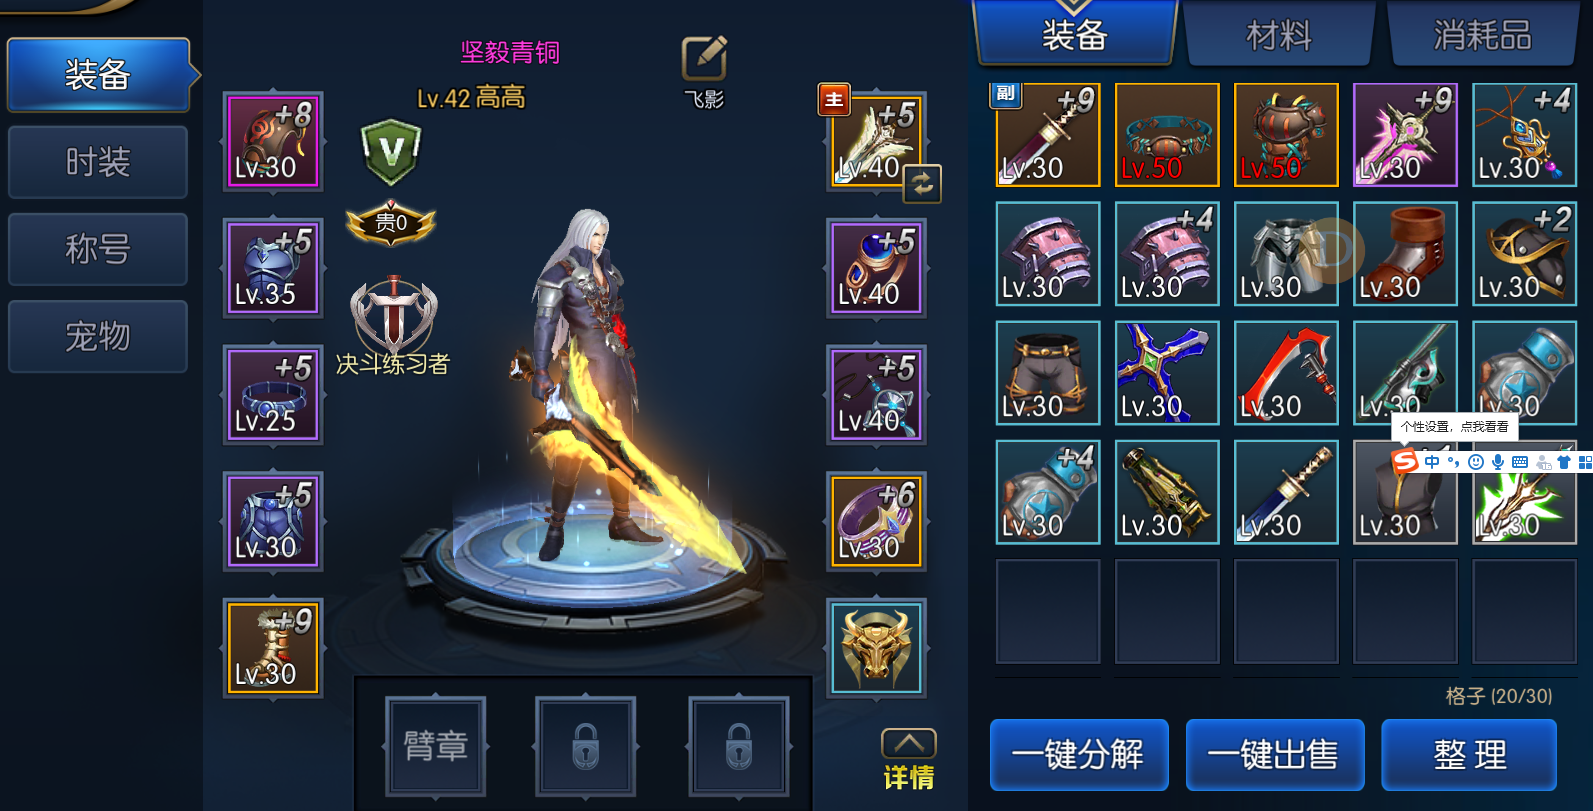 装备
时装
称号
宠物
坚毅青铜
Lv.42 高高
飞影
V
贵0
决斗练习者
+8
Lv.30
+5
Lv.35
+5
Lv.25
+5
Lv.30
+9
Lv.30
主
+5
Lv.40
+5
Lv.40
+5
Lv.40
+6
Lv.30
臂章
详情
装备
材料
消耗品
副
+9
Lv.30
Lv.50
Lv.50
+9
Lv.30
+4
Lv.30
Lv.30
+4
Lv.30
Lv.30
Lv.30
+2
Lv.30
Lv.30
Lv.30
Lv.30
Lv.30
Lv.30
个性设置，点我看看
S 中 °,
+4
Lv.30
Lv.30
Lv.30
Lv.30
Lv.30
格子 (20/30)
一键分解
一键出售
整 理